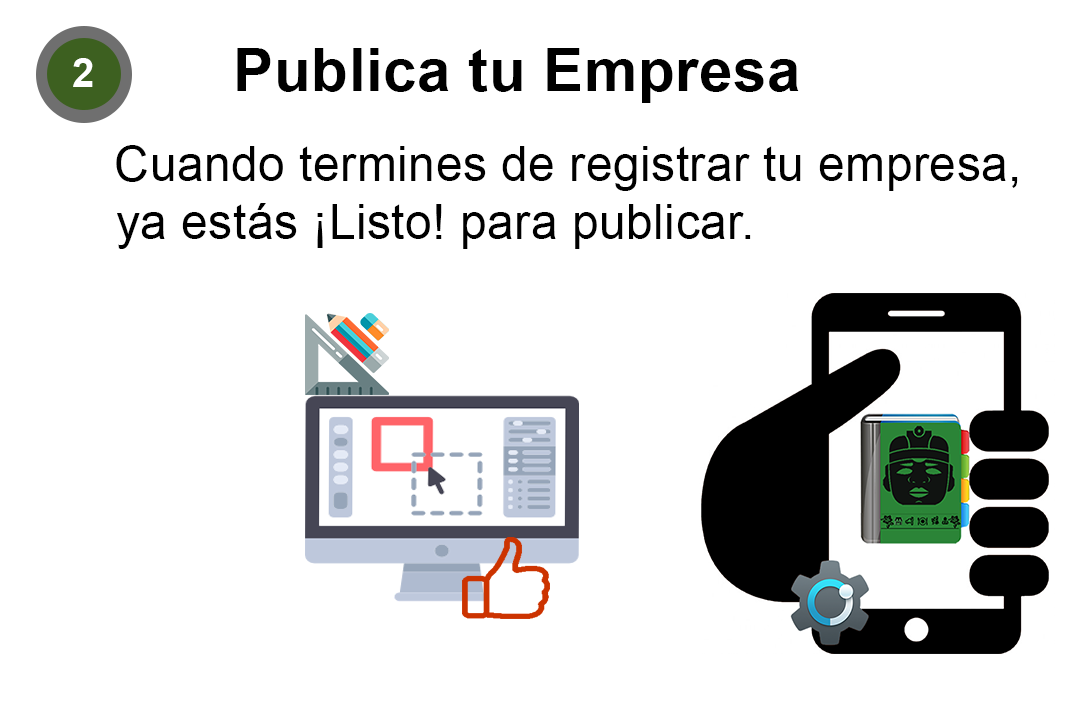 2
Publica tu Empresa
Cuando termines de registrar tu empresa,
ya estás ¡Listo! para publicar.